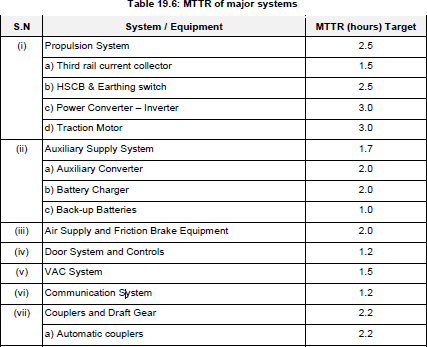 Table 19.6: MTTR of major systems
S.N System / Equipment MTTR (hours) Target
(i) Propulsion System 2.5
a) Third rail current collector 1.5
b) HSCB & Earthing switch 2.5
c) Power Converter – Inverter 3.0
d) Traction Motor 3.0
(ii) Auxiliary Supply System 1.7
a) Auxiliary Converter 2.0
b) Battery Charger 2.0
c) Back-up Batteries 1.0
(iii) Air Supply and Friction Brake Equipment 2.0
(iv) Door System and Controls 1.2
(v) VAC System 1.5
(vi) Communication System 1.2
(vii) Couplers and Draft Gear 2.2
a) Automatic couplers 2.2